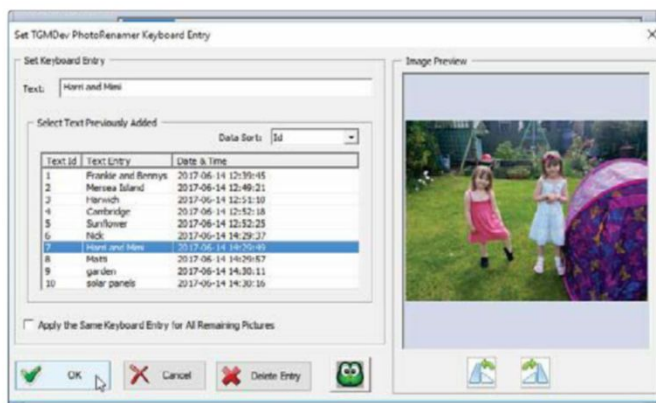 Set TGMDev PhotoRenamer Keyboard Entry
Set Keyboard Entry
Text: Harri and Mimi
Select Text Previously Added
Data Sort: Id
Text Id Text Entry Date & Time
1 Frankie and Bennys 2017-06-14 12:39:45
2 Mersea Island 2017-06-14 12:49:21
3 Harwich 2017-06-14 12:51:10
4 Cambridge 2017-06-14 12:52:18
5 Sunflower 2017-06-14 12:52:25
6 Nick 2017-06-14 14:29:37
7 Harri and Mimi 2017-06-14 14:29:49
8 Matti 2017-06-14 14:29:57
9 garden 2017-06-14 14:30:11
10 solar panels 2017-06-14 14:30:16
Apply the Same Keyboard Entry for All Remaining Pictures
OK Cancel Delete Entry
Image Preview